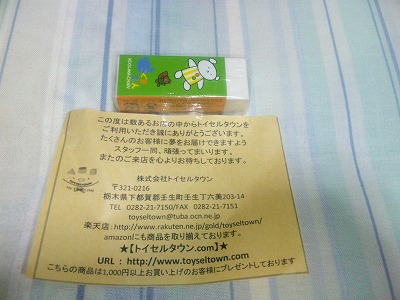 この度は数あるお店の中からトイセルタウンを
ご利用いただき誠にありがとうございます。
たくさんのお客様に夢をお届けできますよう
スタッフ一同、頑張ってまいります。
またのご来店を心よりお待ちしております。
株式会社トイセルタウン
〒321-0216
栃木県下都賀郡壬生町壬生丁六美203-14
TEL 0282-21-7150/FAX 0282-21-7151
toyseltown@tuba.ocn.ne.jp
楽天店:http://www.rakuten.ne.jp/gold/toyseltown/
amazonにも商品を取り揃えております。
★【トイセルタウン.com】★
URL : http://www.toyseltown.com
こちらの商品は1,000円以上お買い上げのお客様にプレゼントしております